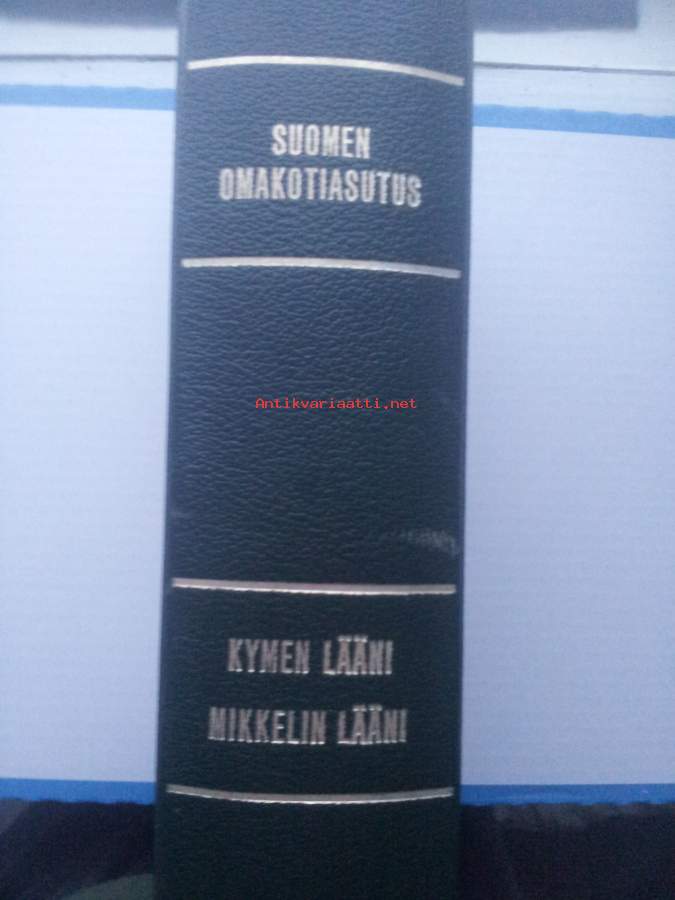 SUOMEN
OMAKOTIASUTUS
Antikvariaatti.net
KYMEN LÄÄNI
MIKKELIN LÄÄNI